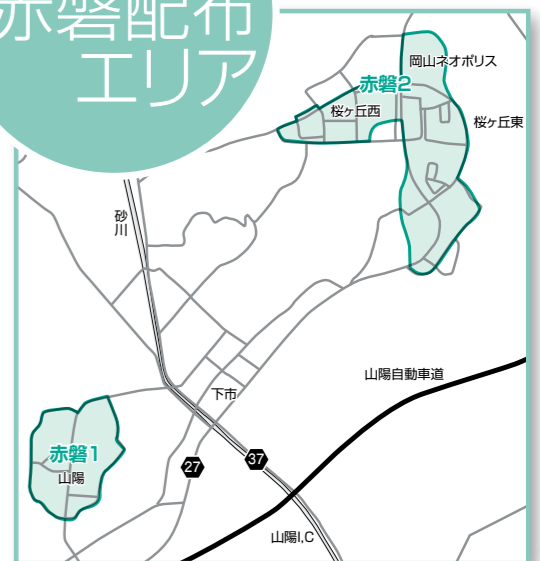 赤磐配布
エリア
岡山ネオポリス
赤磐2
桜ヶ丘西
桜ヶ丘東
砂川
山陽自動車道
下市
赤磐1
山陽
27
37
山陽I,C